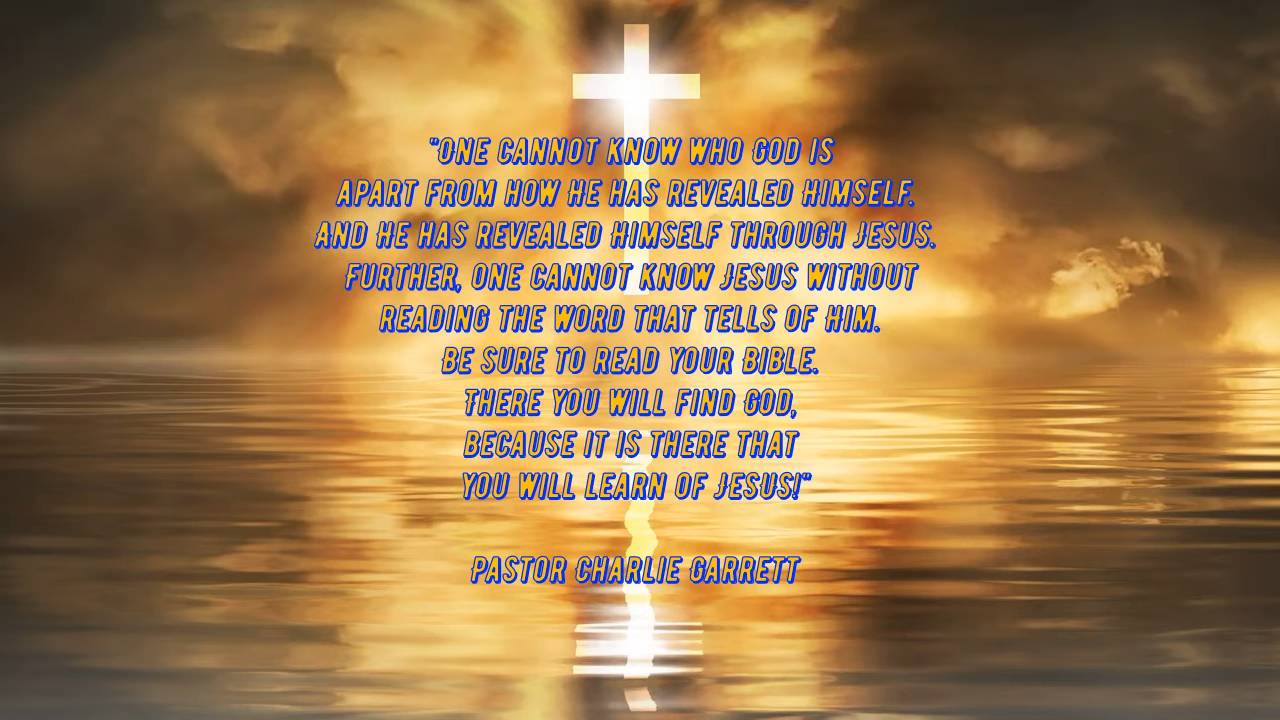 "One cannot know who God is
apart from how He has revealed Himself.
And He has revealed Himself through Jesus.
Further, one cannot know Jesus without
reading the Word that tells of Him.
Be sure to read your Bible.
There you will find God,
because it is there that
you will learn of Jesus!"
Pastor Charlie Garrett